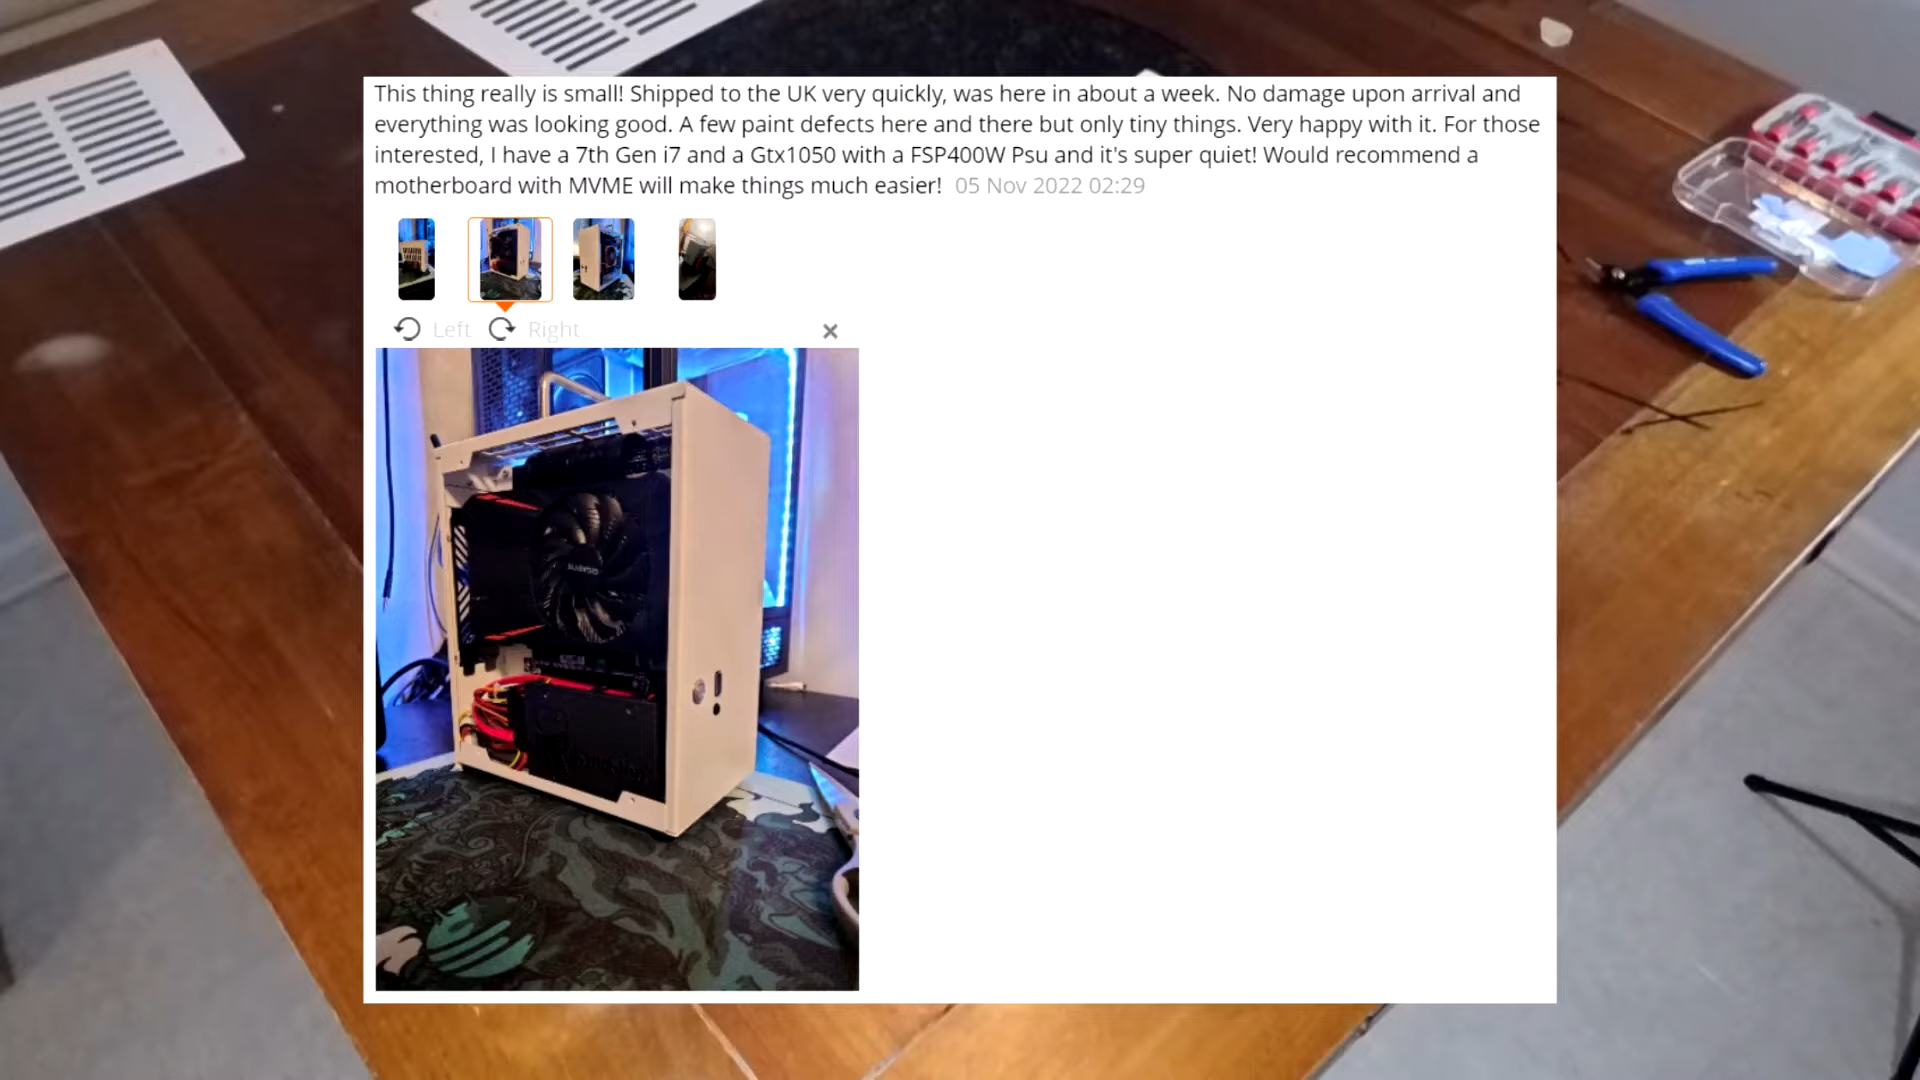 This thing really is small! Shipped to the UK very quickly, was here in about a week. No damage upon arrival and
everything was looking good. A few paint defects here and there but only tiny things. Very happy with it. For those
interested, I have a 7th Gen i7 and a Gtx1050 with a FSP400W Psu and it's super quiet! Would recommend a
motherboard with MVME will make things much easier! 05 Nov 2022 02:29
Left Right
GIGABYTE